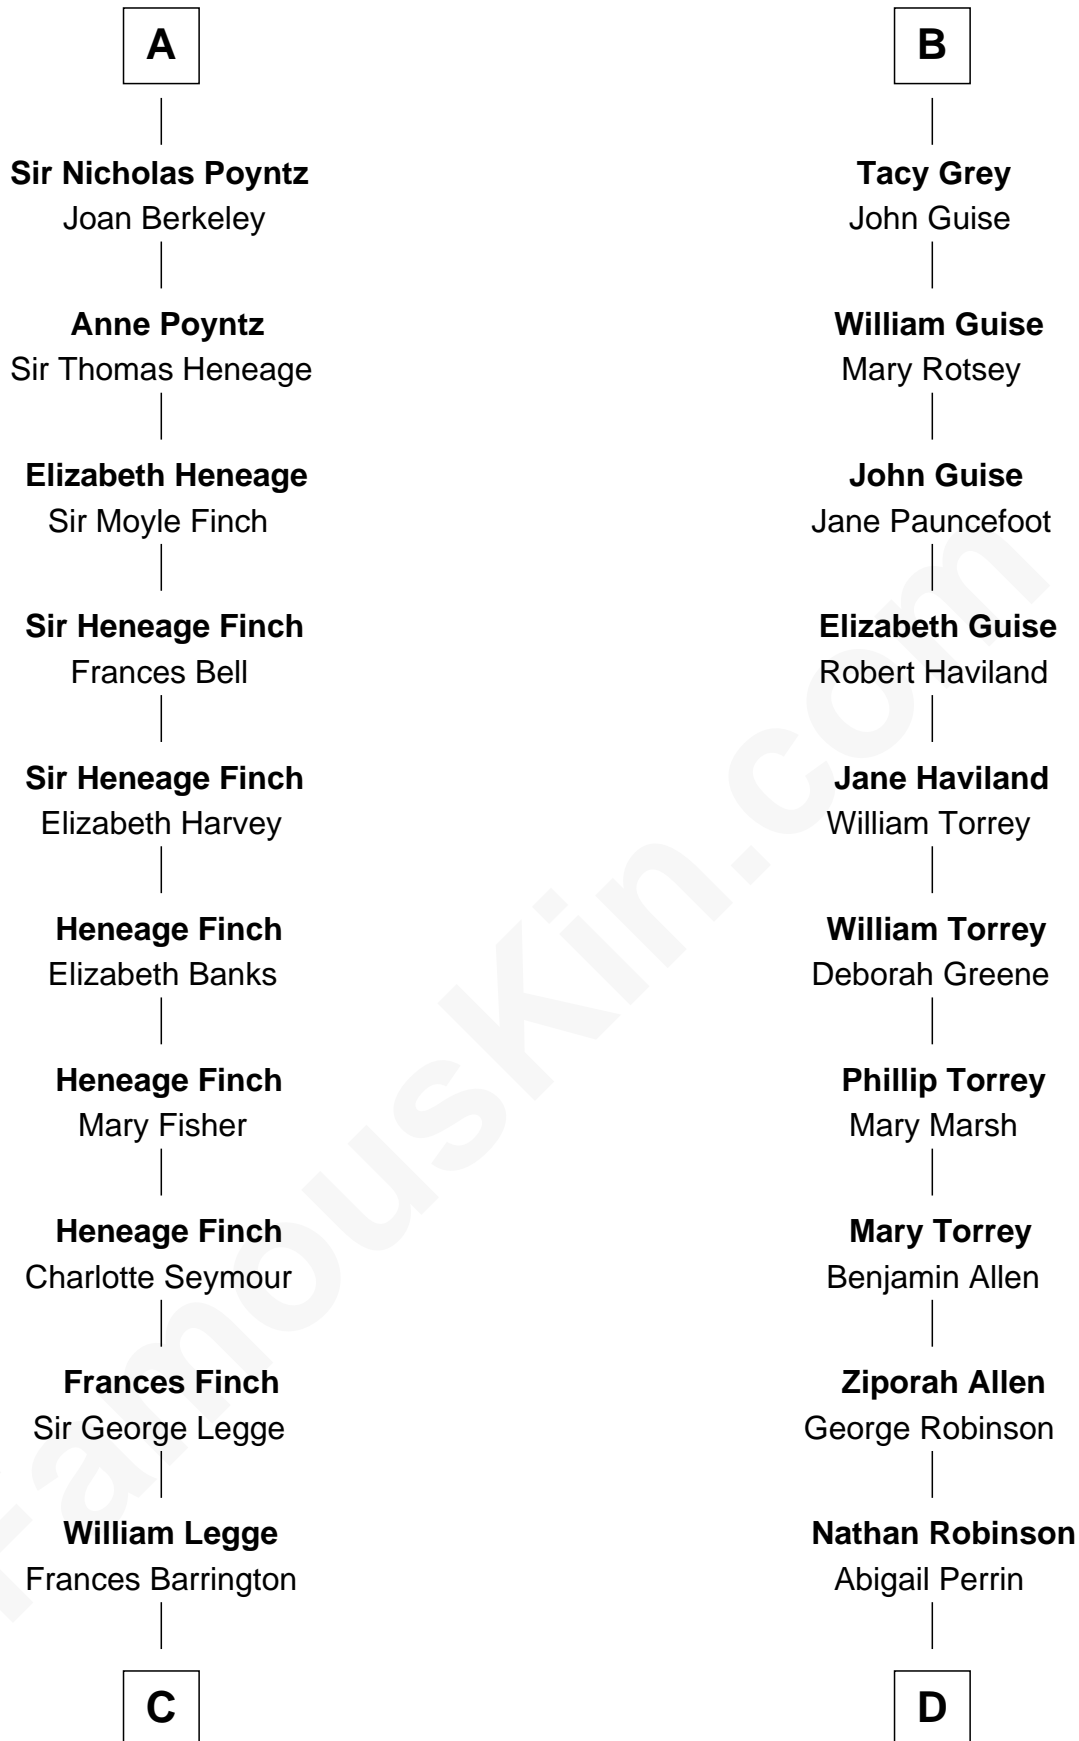 A
Sir Nicholas Poyntz
Joan Berkeley
Anne Poyntz
Sir Thomas Heneage
Elizabeth Heneage
Sir Moyle Finch
Sir Heneage Finch
Frances Bell
Sir Heneage Finch
Elizabeth Harvey
Heneage Finch
Elizabeth Banks
Heneage Finch
Mary Fisher
Heneage Finch
Charlotte Seymour
Frances Finch
Sir George Legge
William Legge
Frances Barrington
C
B
Tacy Grey
John Guise
William Guise
Mary Rotsey
John Guise
Jane Pauncefoot
Elizabeth Guise
Robert Haviland
Jane Haviland
William Torrey
William Torrey
Deborah Greene
Phillip Torrey
Mary Marsh
Mary Torrey
Benjamin Allen
Ziporah Allen
George Robinson
Nathan Robinson
Abigail Perrin
D
FamousKin.com